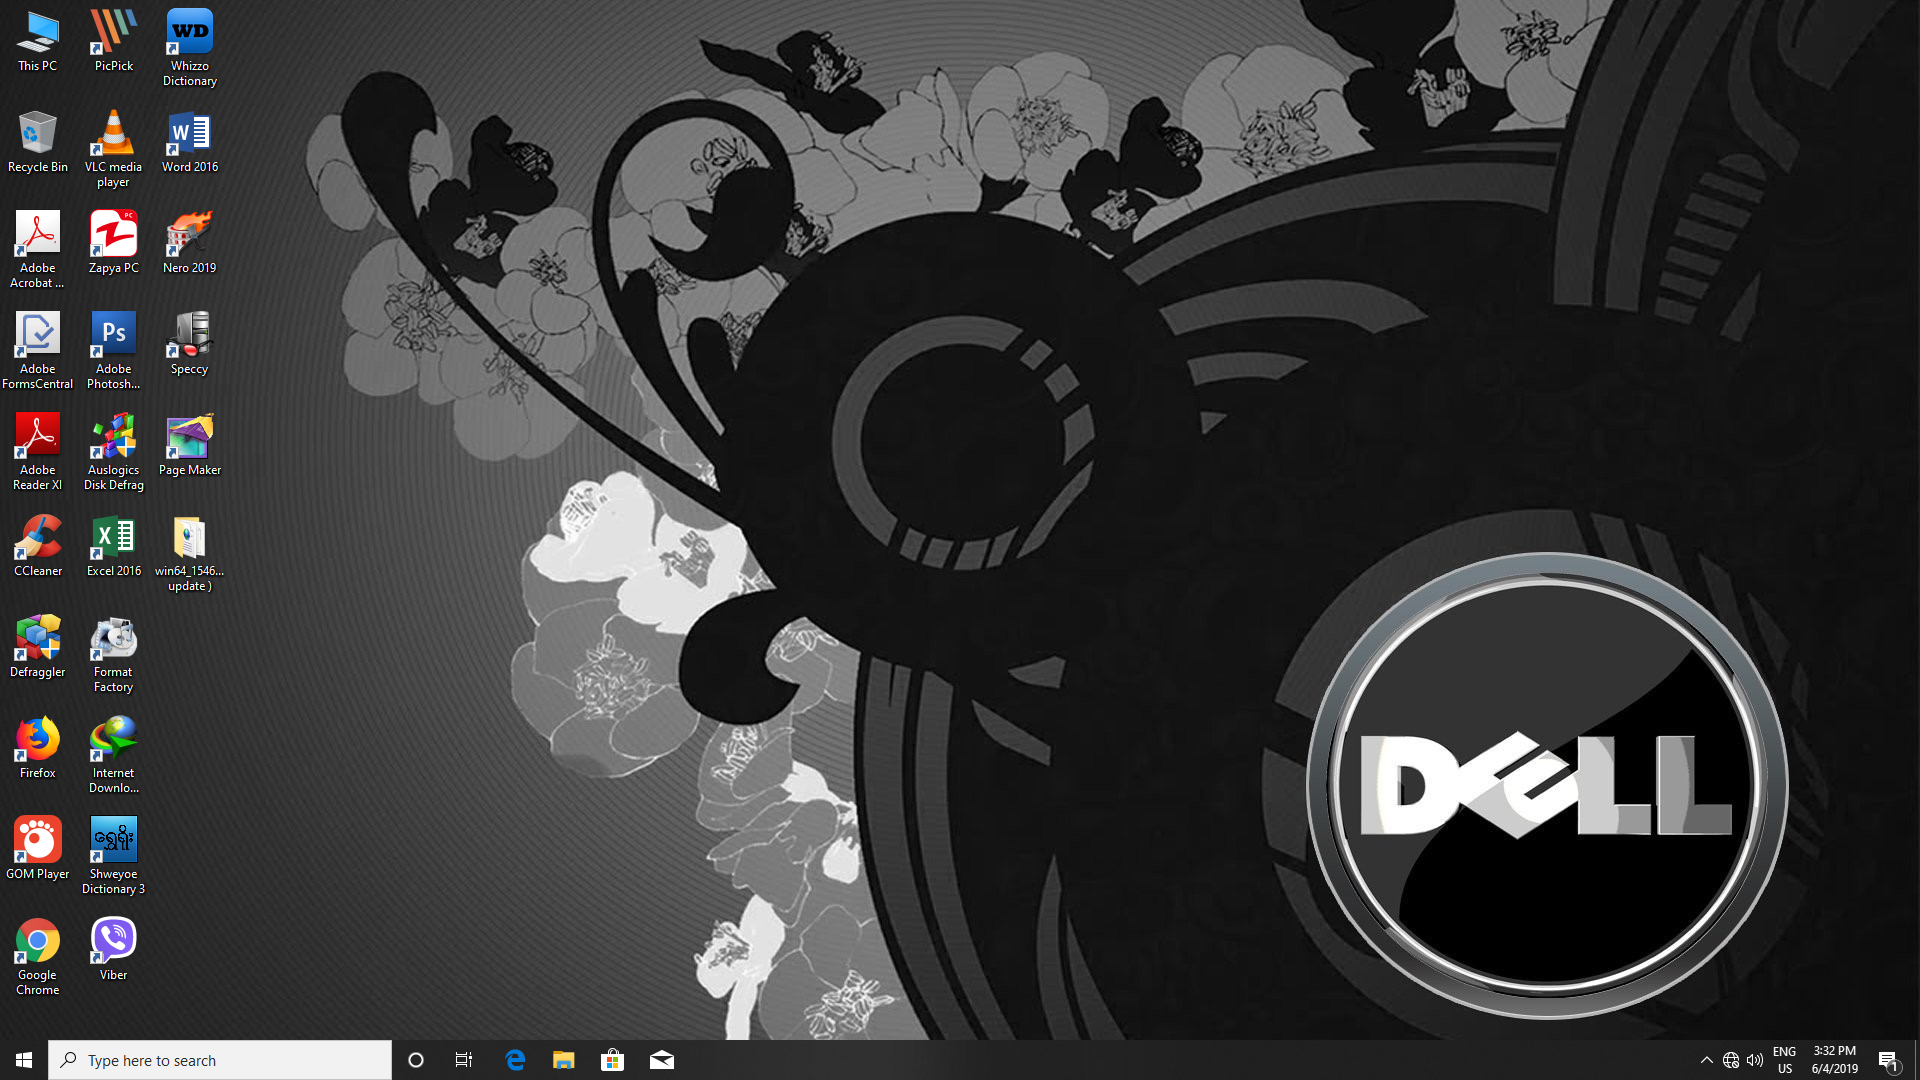 This PC
PicPick
WD
Whizzo
Dictionary
Recycle Bin
VLC media
player
W
Word 2016
Adobe
Acrobat ...
PC
Zapya PC
Nero 2019
Adobe
FormsCentral
Ps
Adobe
Photosh...
Speccy
Adobe
Reader XI
Auslogics
Disk Defrag
Page Maker
CCleaner
X
Excel 2016
win64_1546...
update )
Defraggler
Format
Factory
Firefox
Internet
Downlo...
GOM Player
ရွှေရိုး
Shweyoe
Dictionary 3
Google
Chrome
Viber
DELL
Type here to search
ENG
US
3:32 PM
6/4/2019
1